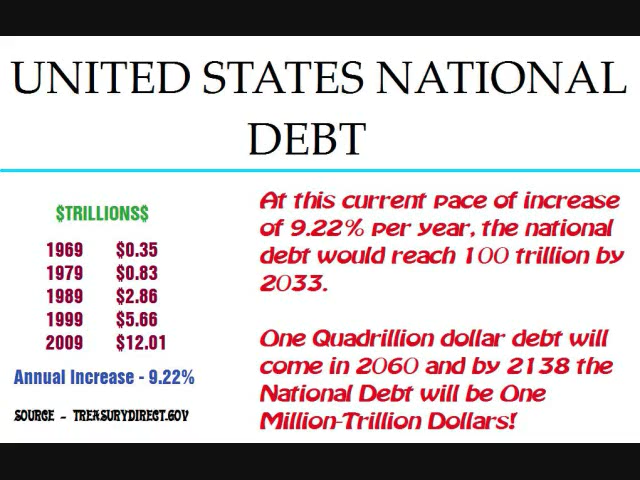 UNITED STATES NATIONAL
DEBT
$TRILLIONS$
1969 $0.35
1979 $0.83
1989 $2.86
1999 $5.66
2009 $12.01
Annual Increase - 9.22%
SOURCE - TREASURYDIRECT.GOV
At this current pace of increase
of 9.22% per year, the national
debt would reach 100 trillion by
2033.
One Quadrillion dollar debt will
come in 2060 and by 2138 the
National Debt will be One
Million-Trillion Dollars!